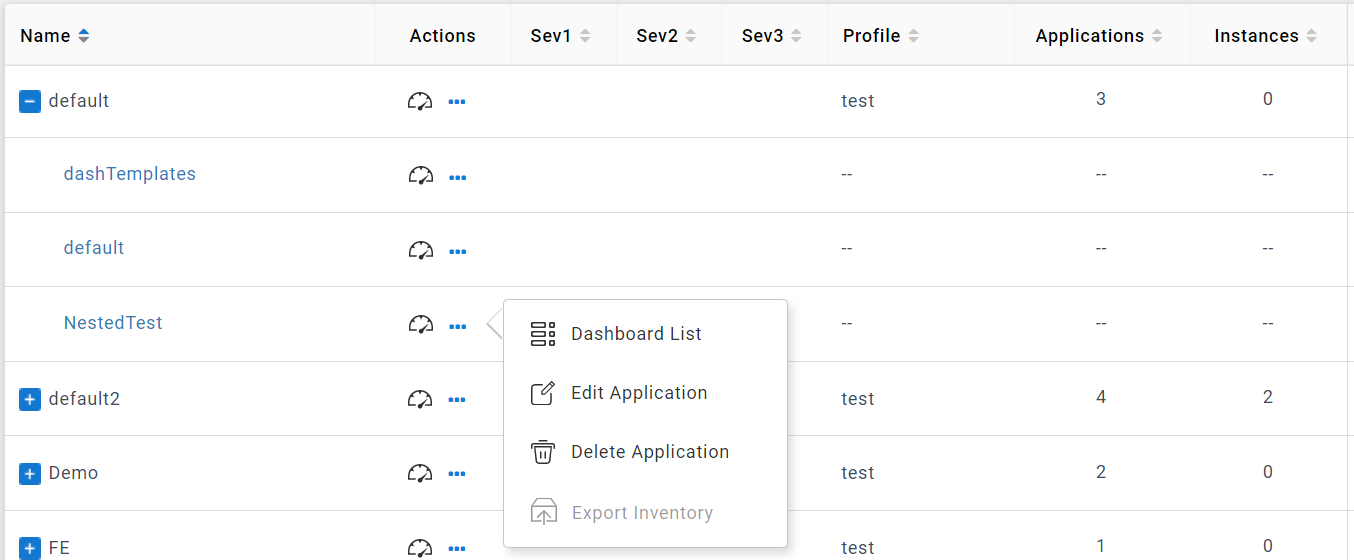 Name Actions Sev1 Sev2 Sev3 Profile Applications Instances
default test 3 0
dashTemplates -- -- --
default -- -- --
NestedTest -- -- --
Dashboard List
Edit Application
default2 test 4 2
Delete Application
Demo test 2 0
Export Inventory
FE test 1 0